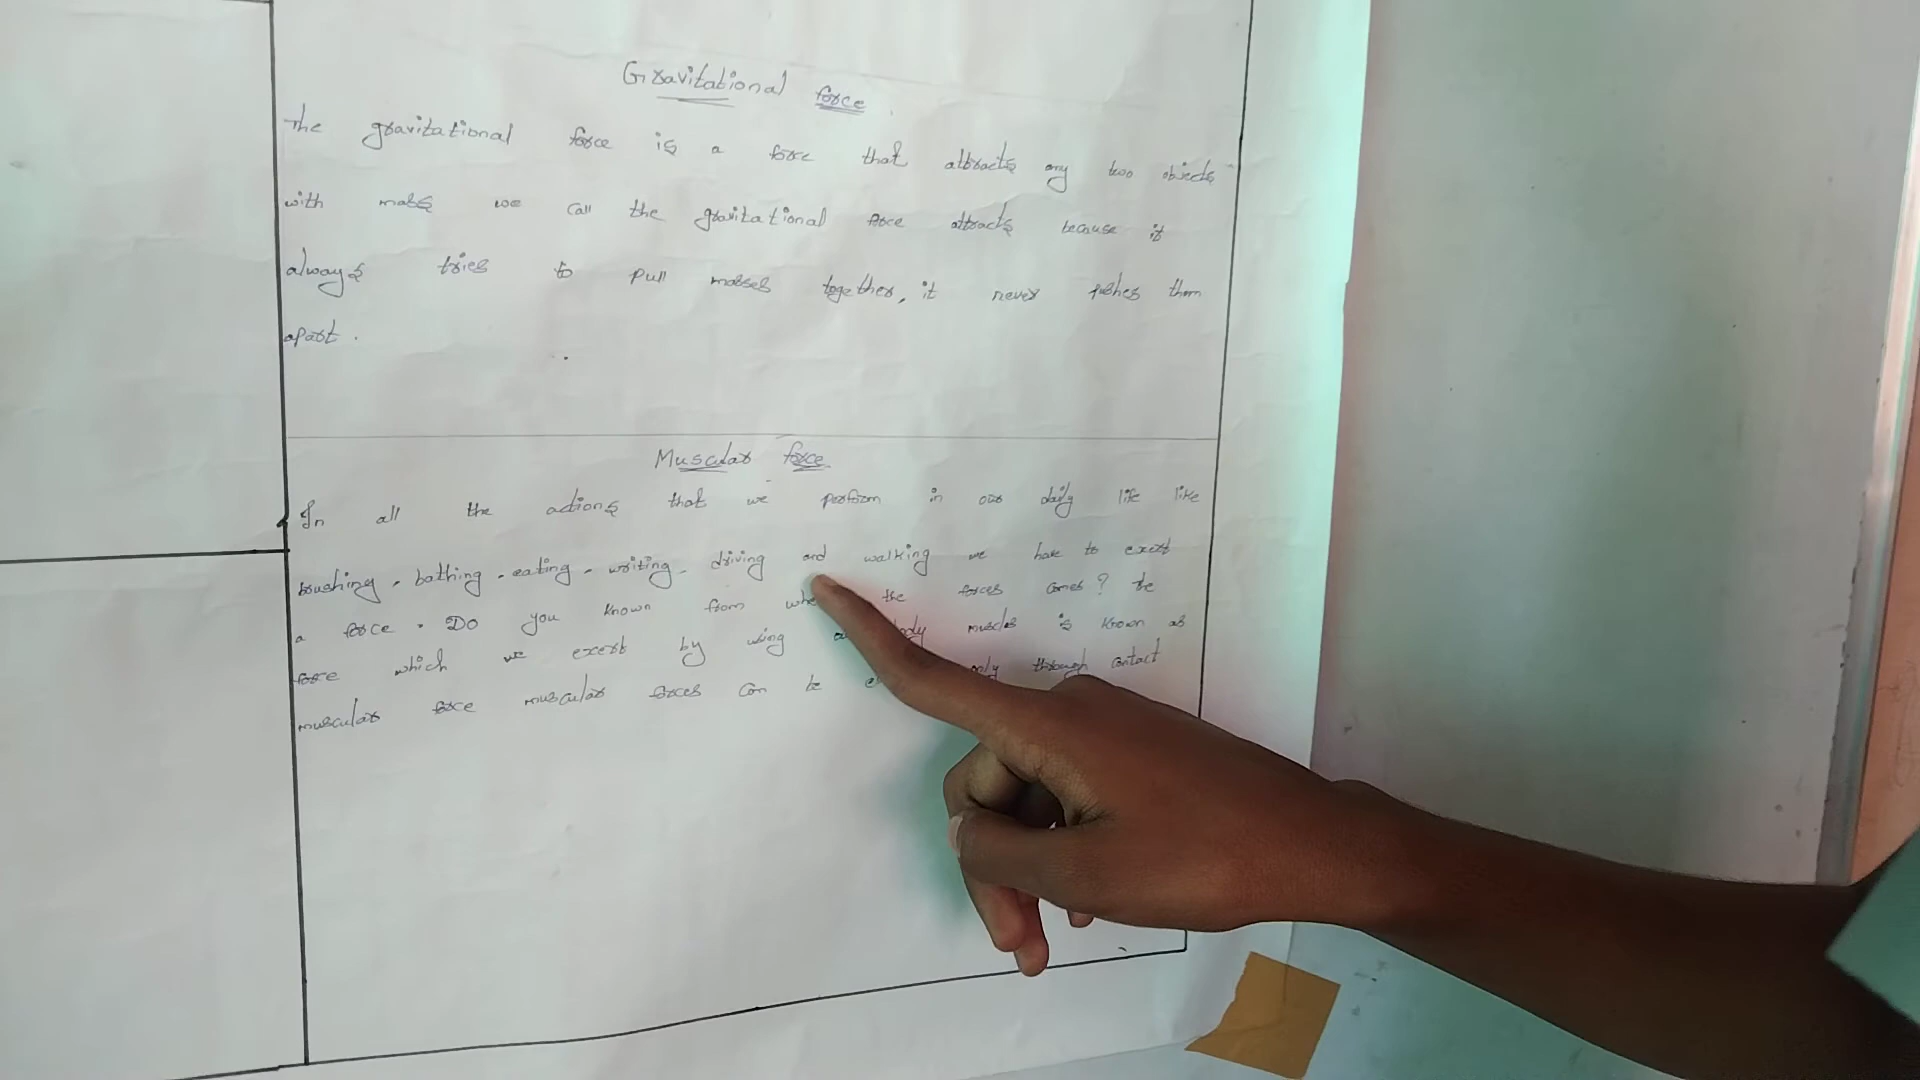 Gravitational force
The gravitational force is a force that attracts any two objects
with mass we call the gravitational force attracts because it
always tries to pull masses together, it never pushes them
apart.
Muscular force
In all the actions that we perform in our daily life like
brushing, bathing, eating, writing, driving and walking we have to exert
a force. Do you known from the forces comes? the
force which we exerb by using body muscles is known as
muscular force muscular forces can be only through contact